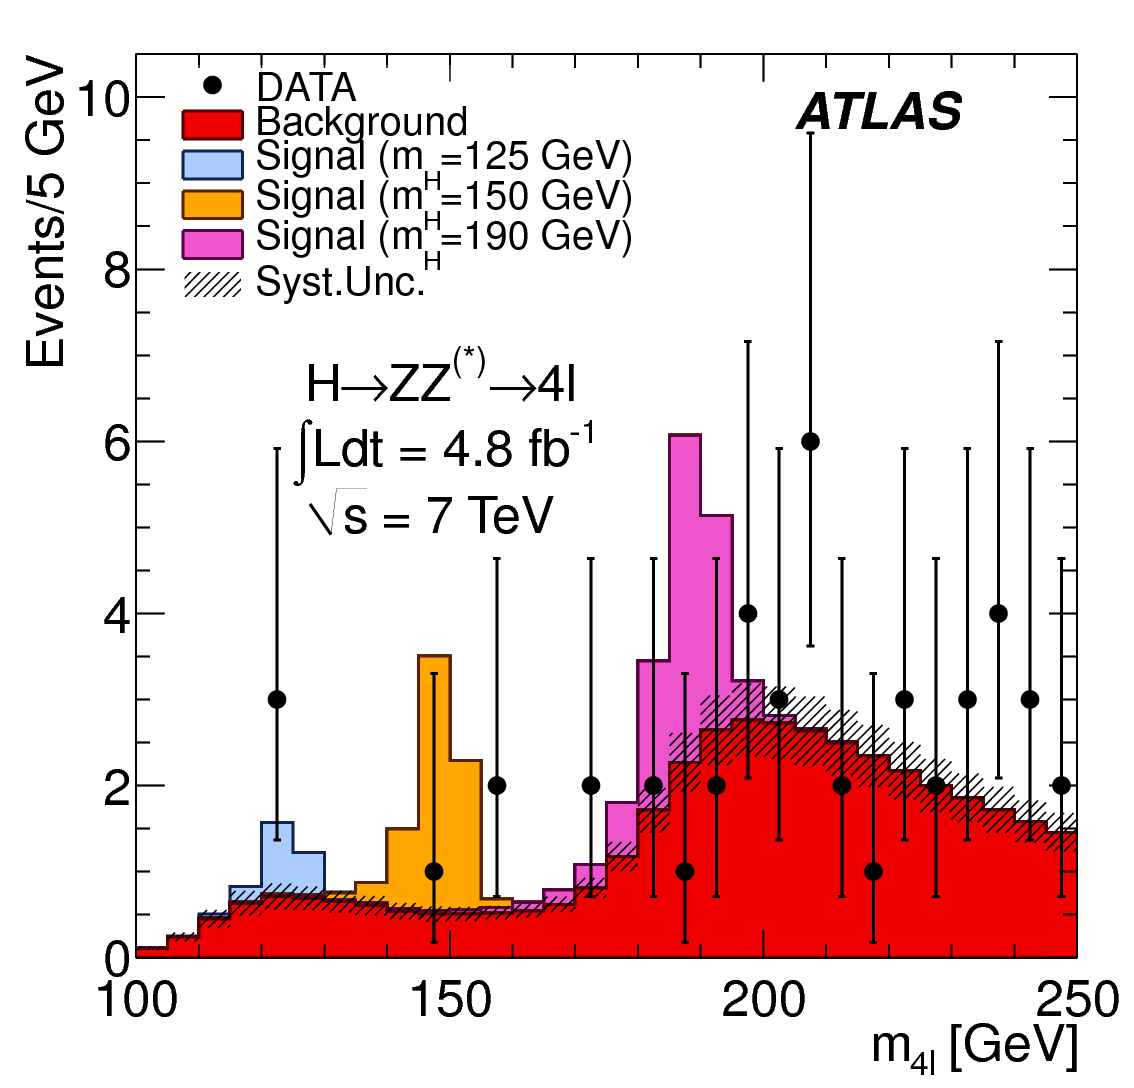 Events/5 GeV
10
8
6
4
2
0
DATA
Background
Signal (m_H=125 GeV)
Signal (m_H=150 GeV)
Signal (m_H=190 GeV)
Syst.Unc.
ATLAS
H→ZZ^(*)→4l
∫Ldt = 4.8 fb^-1
√s = 7 TeV
100 150 200 250
m_4l [GeV]